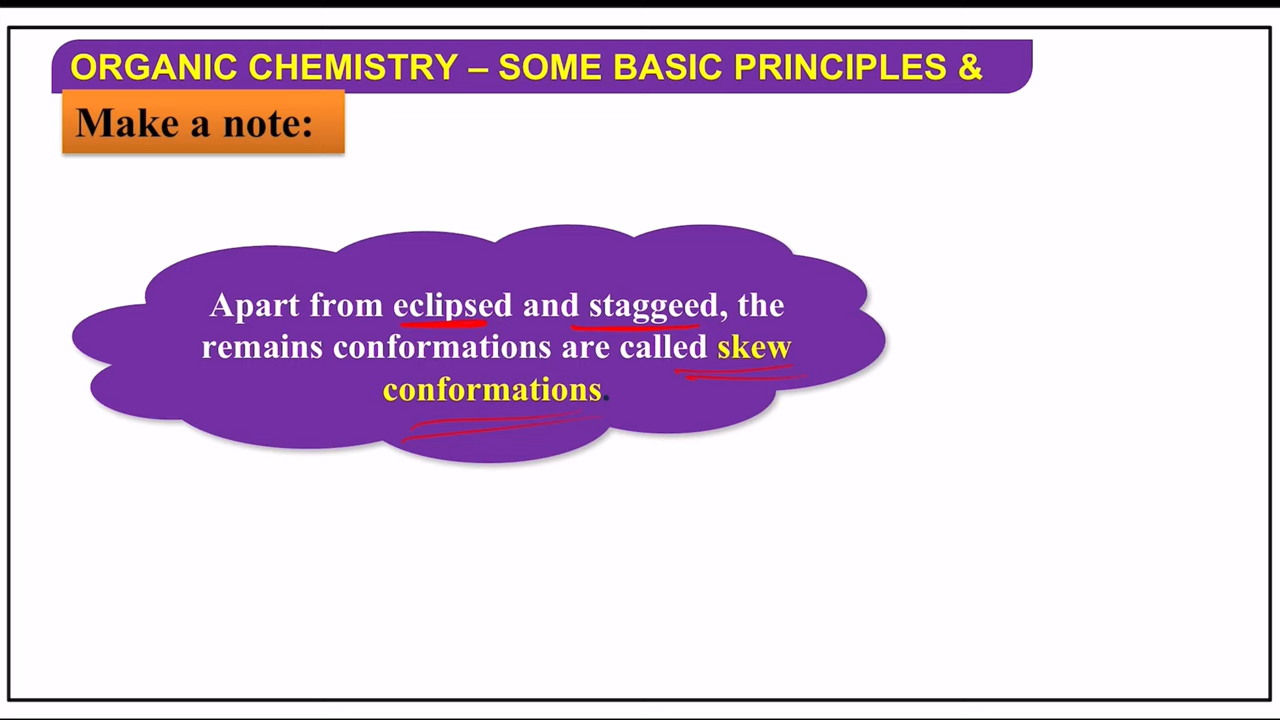 ORGANIC CHEMISTRY – SOME BASIC PRINCIPLES &
Make a note:
Apart from eclipsed and staggeed, the
remains conformations are called skew
conformations.